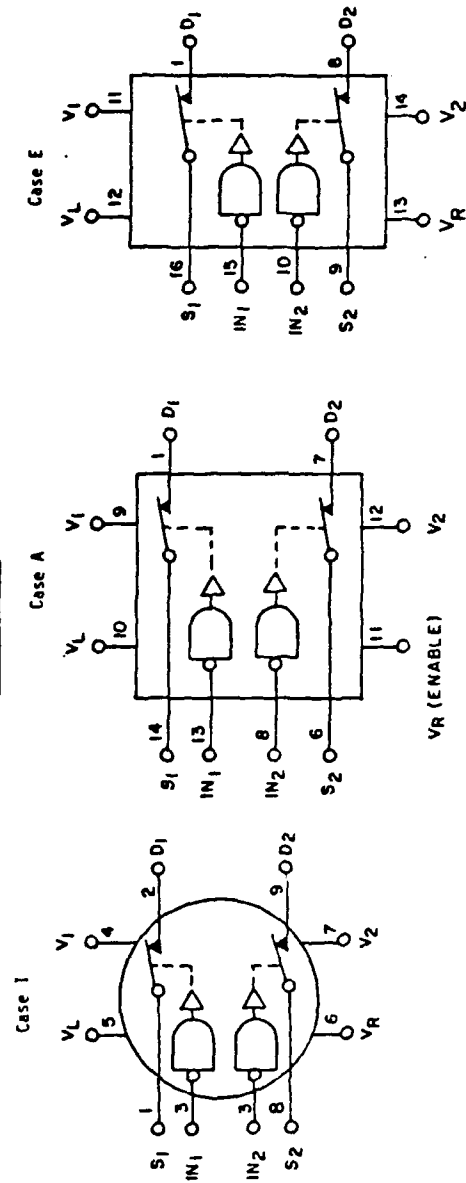 Case E
V1
11
VL
12
D1
1
16
S1
15
IN1
10
IN2
9
S2
8
D2
14
V2
13
VR
Case A
V1
9
VL
10
D1
1
14
S1
13
IN1
8
IN2
6
S2
7
D2
12
V2
11
VR (ENABLE)
Case I
V1
4
VL
5
D1
2
1
S1
3
IN1
3
IN2
8
S2
9
D2
7
V2
6
VR